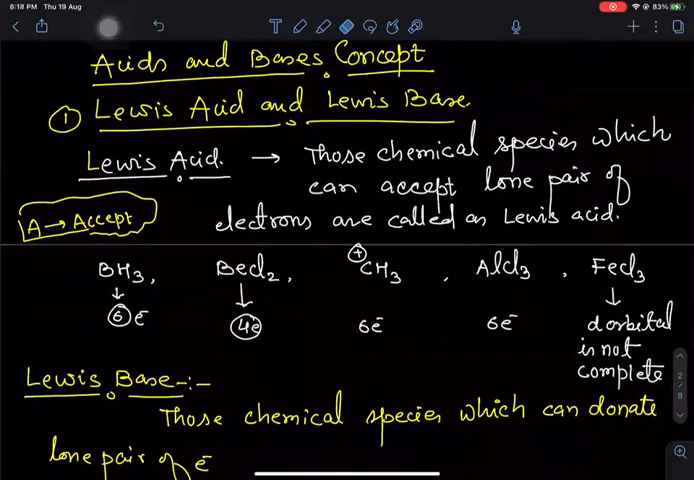 8:18 PM Thu 19 Aug
83%
Acids and Bases Concept
① Lewis Acid and Lewis Base
Lewis Acid. → Those chemical species which
can accept lone pair of
A → Accept
electrons are called as Lewis acid.
BH₃, BeCl₂, ⊕CH₃, AlCl₃, FeCl₃
↓ ↓ ↓
⑥ē ④ē 6ē 6ē d orbital
is not
complete
Lewis Base-:-
Those chemical species which can donate
lone pair of ē
2/8